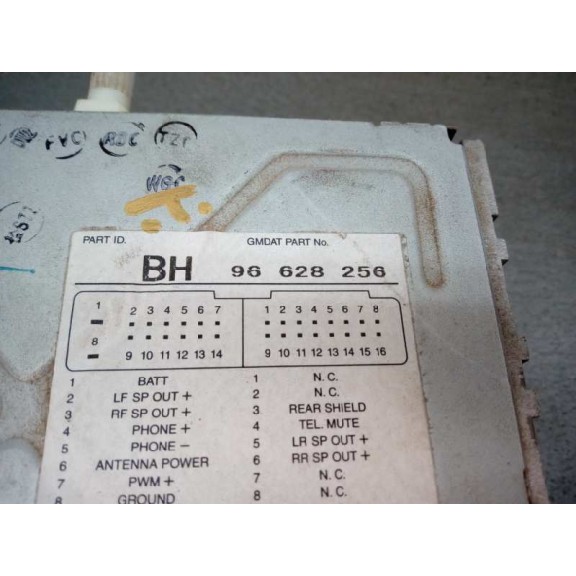 WGC
PART ID. GMDAT PART No.
BH 96 628 256
1 2 3 4 5 6 7 1 2 3 4 5 6 7 8
8 9 10 11 12 13 14 9 10 11 12 13 14 15 16
1 BATT 1 N.C.
2 LF SP OUT + 2 N.C.
3 RF SP OUT + 3 REAR SHIELD
4 PHONE + 4 TEL. MUTE
5 PHONE − 5 LR SP OUT +
6 ANTENNA POWER 6 RR SP OUT +
7 PWM + 7 N.C.
8 GROUND 8 N.C.